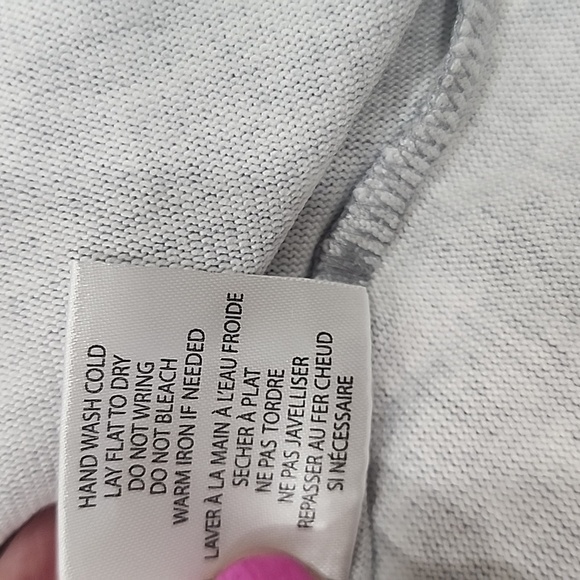 HAND WASH COLD
LAY FLAT TO DRY
DO NOT WRING
DO NOT BLEACH
WARM IRON IF NEEDED
LAVER À LA MAIN À L'EAU FROIDE
SECHER À PLAT
NE PAS TORDRE
NE PAS JAVELLISER
REPASSER AU FER CHEUD
SI NÉCESSAIRE